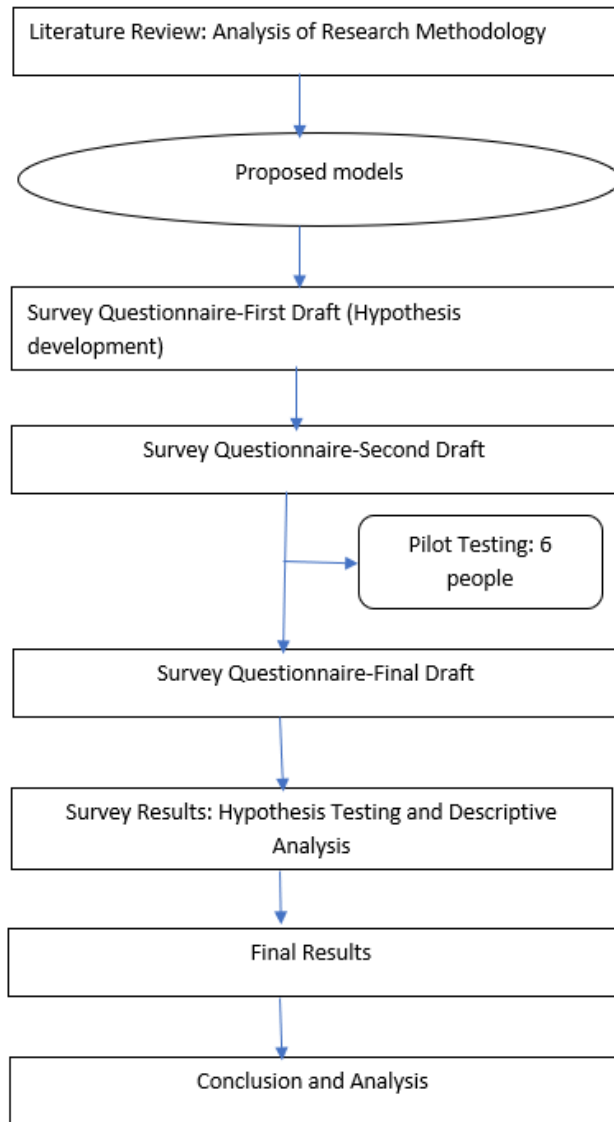 Literature Review: Analysis of Research Methodology
Proposed models
Survey Questionnaire-First Draft (Hypothesis
development)
Survey Questionnaire-Second Draft
Pilot Testing: 6
people
Survey Questionnaire-Final Draft
Survey Results: Hypothesis Testing and Descriptive
Analysis
Final Results
Conclusion and Analysis